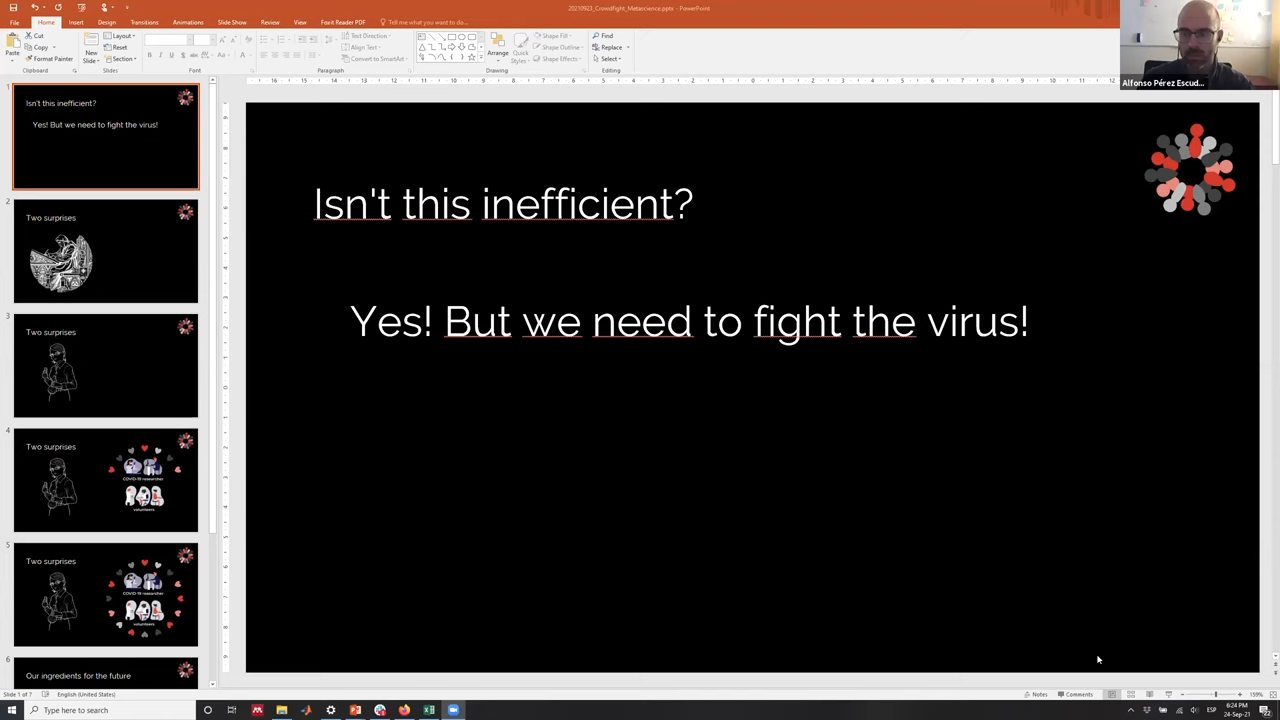 20210923_Crowdfight_Metascience.pptx - PowerPoint
File Home Insert Design Transitions Animations Slide Show Review View Foxit Reader PDF Tell me what you want to do...
Paste
Cut
Copy
Format Painter
Clipboard
New
Slide
Layout
Reset
Section
Slides
Font
Text Direction
Align Text
Convert to SmartArt
Paragraph
Arrange
Quick
Styles
Shape Fill
Shape Outline
Shape Effects
Drawing
Find
Replace
Select
Editing
Alfonso Pérez Escud...
1
Isn't this inefficient?
Yes! But we need to fight the virus!
2
Two surprises
3
Two surprises
4
Two surprises
COVID-19 researcher
volunteers
5
Two surprises
COVID-19 researcher
volunteers
6
Our ingredients for the future
Isn't this inefficient?
Yes! But we need to fight the virus!
Slide 1 of 7 English (United States)
Notes Comments 159%
Type here to search
ESP
6:24 PM
24-Sep-21
22